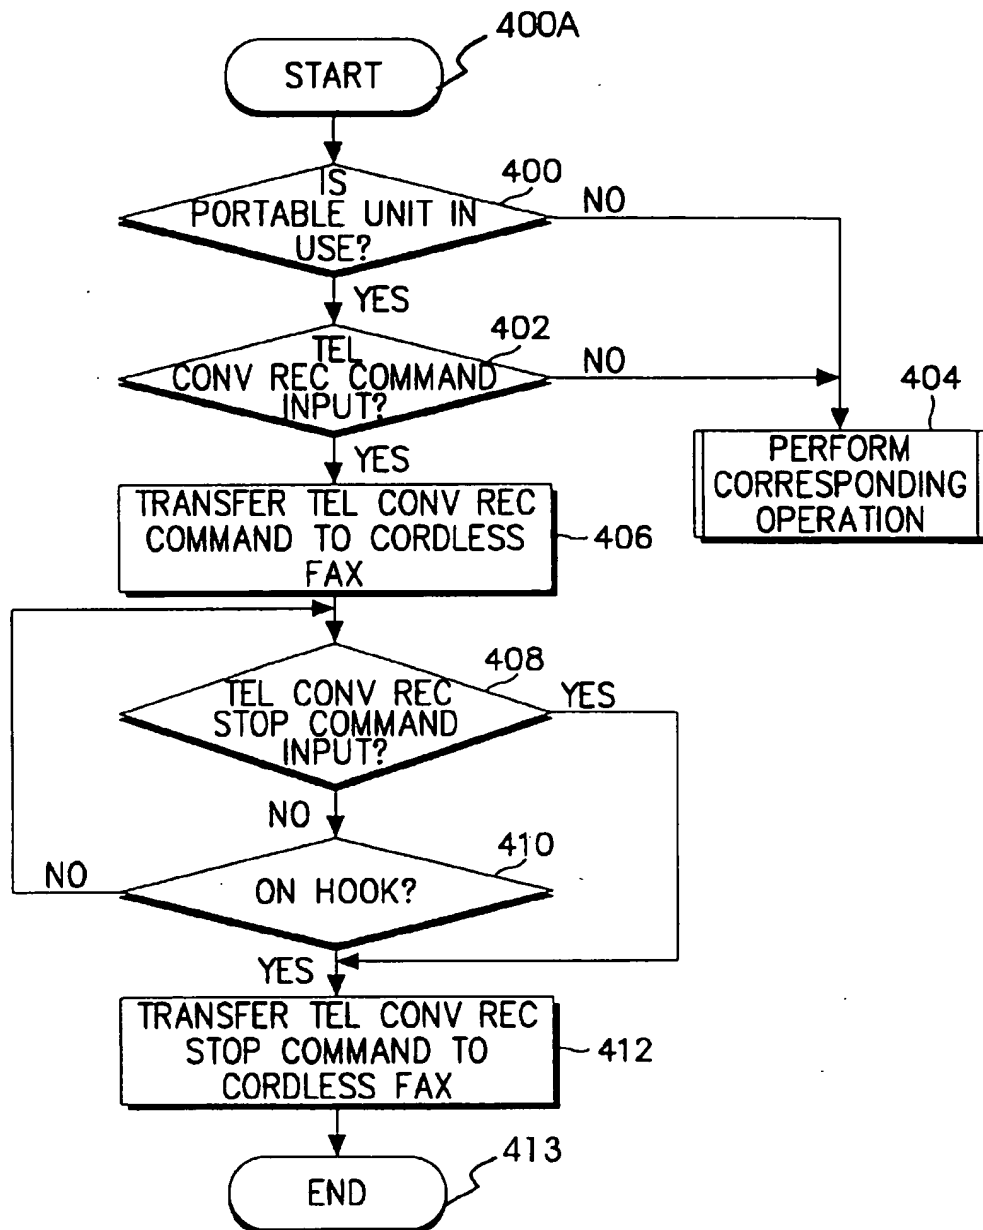 400A
START
400
IS
PORTABLE UNIT IN
USE?
NO
YES
402
TEL
CONV REC COMMAND
INPUT?
NO
YES
404
PERFORM
CORRESPONDING
OPERATION
TRANSFER TEL CONV REC
COMMAND TO CORDLESS
FAX
406
408
TEL CONV REC
STOP COMMAND
INPUT?
YES
NO
410
ON HOOK?
NO
YES
TRANSFER TEL CONV REC
STOP COMMAND TO
CORDLESS FAX
412
413
END